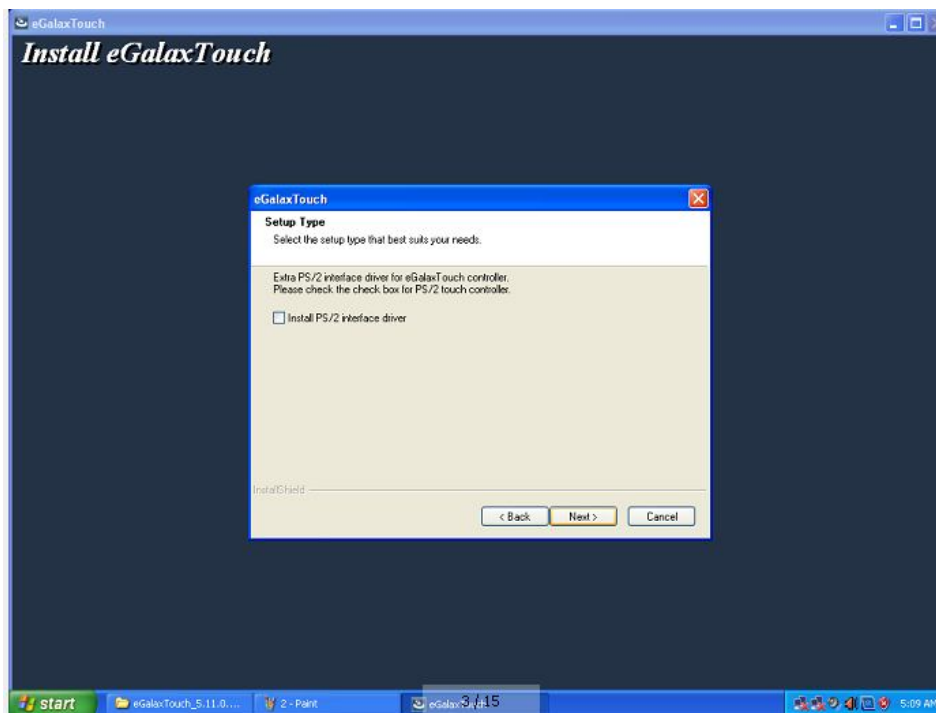 eGalaxTouch
Install eGalaxTouch
eGalaxTouch
Setup Type
Select the setup type that best suits your needs.
Extra PS/2 interface driver for eGalaxTouch controller.
Please check the check box for PS/2 touch controller.
Install PS/2 interface driver
InstallShield
< Back Next > Cancel
start eGalaxTouch_5.11.0.... 2 - Paint 3 / 15 5:09 AM